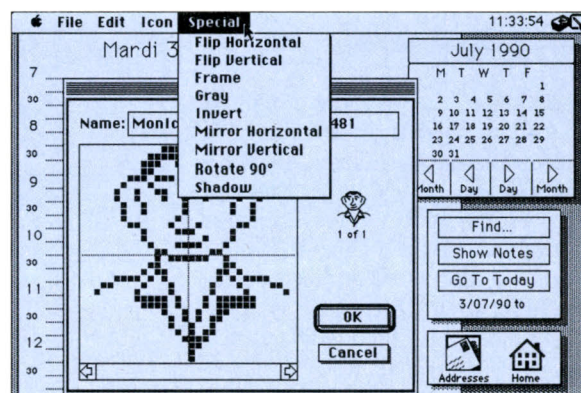 File Edit Icon Special 11:33:54
Mardi 3
Flip Horizontal
Flip Vertical
Frame
Gray
Invert
Mirror Horizontal
Mirror Vertical
Rotate 90°
Shadow
7
30
8
30
9
30
10
30
11
30
12
30
Name: MonIc
481
1 of 1
OK
Cancel
July 1990
M T W T F
1
2 3 4 5 6 7 8
9 10 11 12 13 14 15
16 17 18 19 20 21 22
23 24 25 26 27 28 29
30 31
Month Day Day Month
Find...
Show Notes
Go To Today
3/07/90 to
Addresses Home